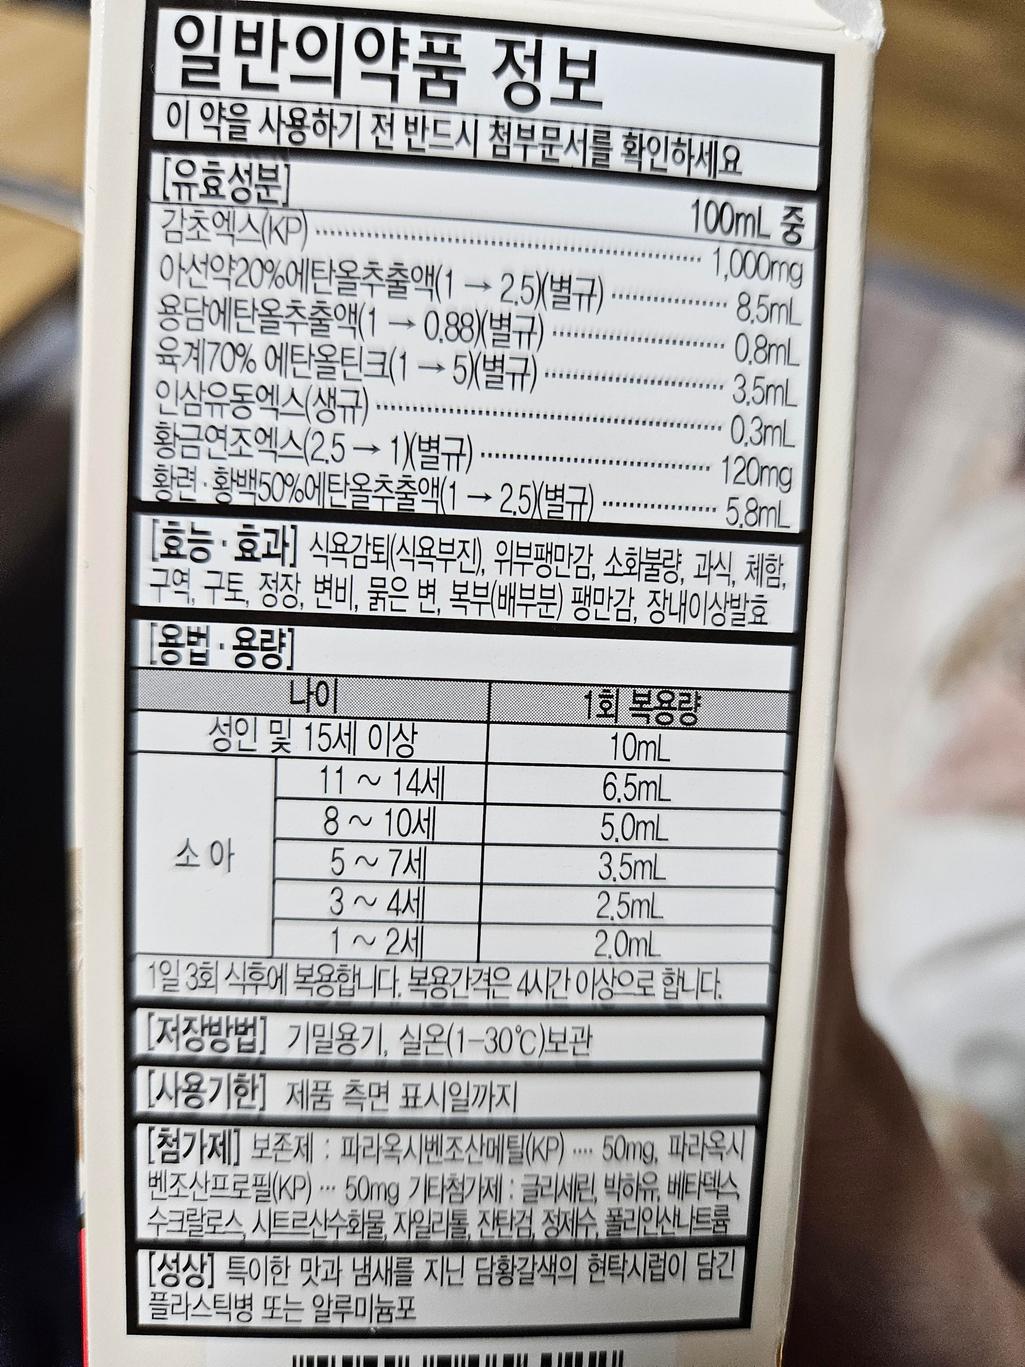 일반의약품 정보
이 약을 사용하기 전 반드시 첨부문서를 확인하세요
[유효성분] 100mL 중
감초엑스(KP) 1,000mg
아선약20%에탄올추출액(1 → 2.5)(별규) 8.5mL
용담에탄올추출액(1 → 0.88)(별규) 0.8mL
육계70% 에탄올틴크(1 → 5)(별규) 3.5mL
인삼유동엑스(생규) 0.3mL
황금연조엑스(2.5 → 1)(별규) 120mg
황련·황백50%에탄올추출액(1 → 2.5)(별규) 5.8mL
[효능·효과] 식욕감퇴(식욕부진), 위부팽만감, 소화불량, 과식, 체함,
구역, 구토, 정장, 변비, 묽은 변, 복부(배부분) 팽만감, 장내이상발효
[용법·용량]
나이 1회 복용량
성인 및 15세 이상 10mL
소 아
11 ~ 14세 6.5mL
8 ~ 10세 5.0mL
5 ~ 7세 3.5mL
3 ~ 4세 2.5mL
1 ~ 2세 2.0mL
1일 3회 식후에 복용합니다. 복용간격은 4시간 이상으로 합니다.
[저장방법] 기밀용기, 실온(1-30℃)보관
[사용기한] 제품 측면 표시일까지
[첨가제] 보존제 : 파라옥시벤조산메틸(KP) ···· 50mg, 파라옥시
벤조산프로필(KP) ··· 50mg 기타첨가제 : 글리세린, 박하유, 베타덱스,
수크랄로스, 시트르산수화물, 자일리톨, 잔탄검, 정제수, 폴리인산나트륨
[성상] 특이한 맛과 냄새를 지닌 담황갈색의 현탁시럽이 담긴
플라스틱병 또는 알루미늄포